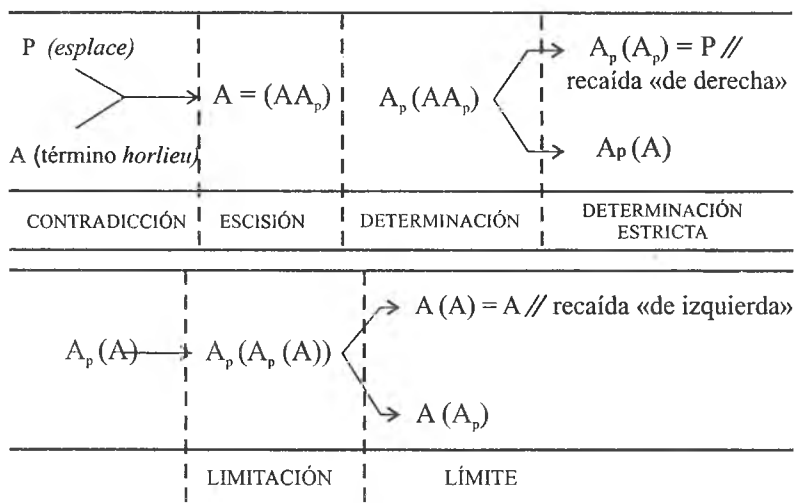 P (esplace)
A (término horlieu)
A = (AAₚ)
Aₚ (AAₚ)
Aₚ (Aₚ) = P //
recaída «de derecha»
Aₚ (A)
CONTRADICCIÓN
ESCISIÓN
DETERMINACIÓN
DETERMINACIÓN
ESTRICTA
Aₚ (A)
Aₚ (Aₚ (A))
A (A) = A // recaída «de izquierda»
A (Aₚ)
LIMITACIÓN
LÍMITE